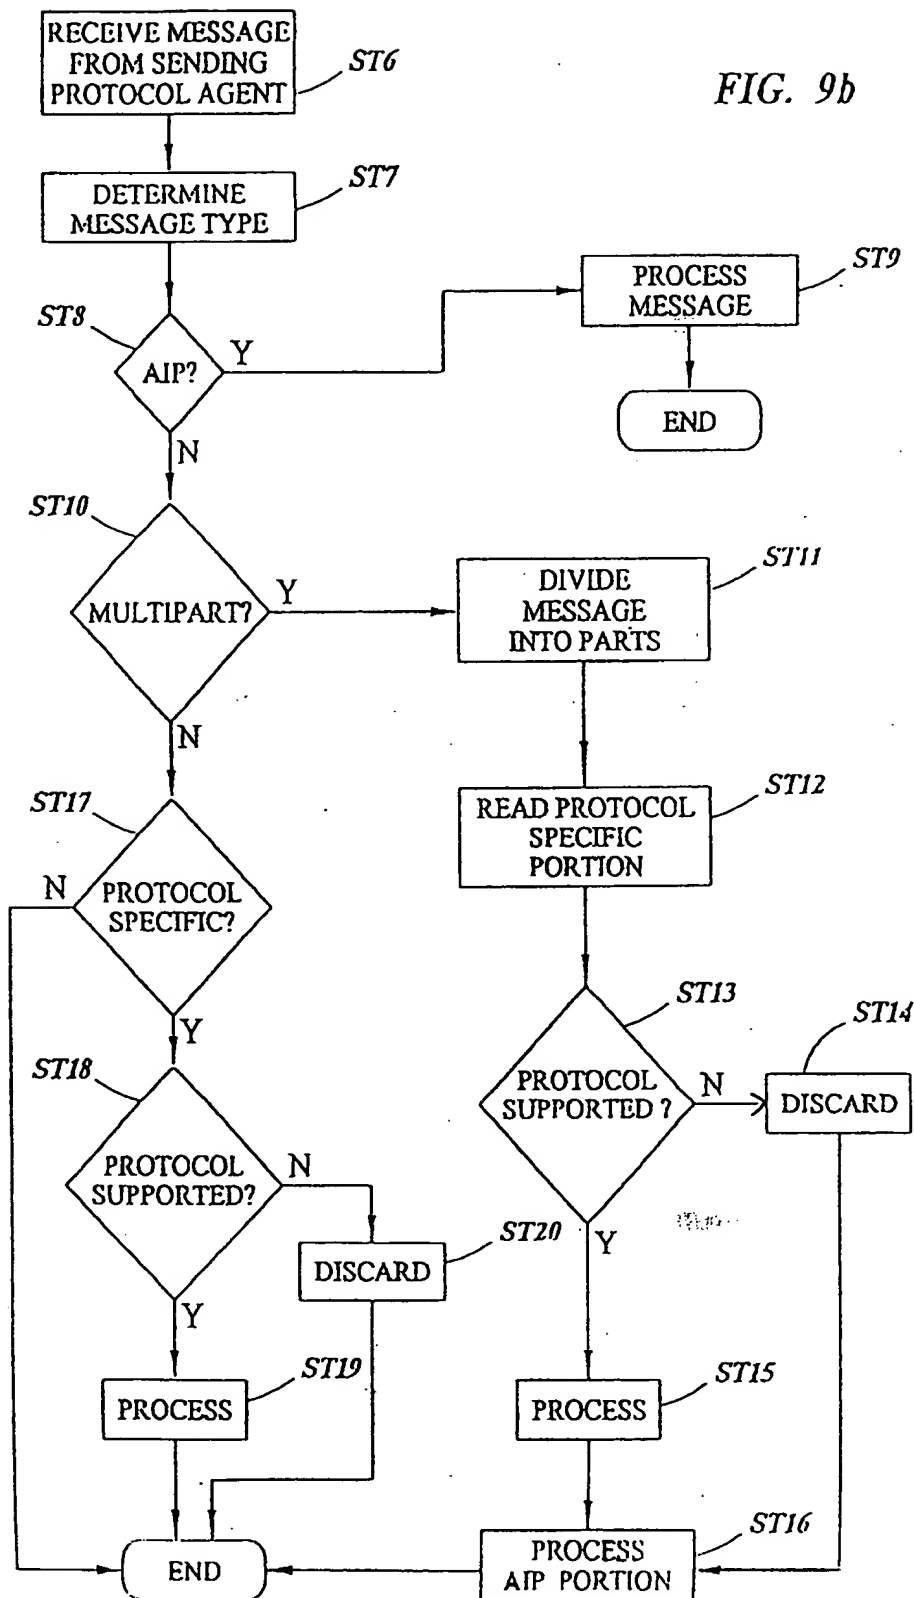 RECEIVE MESSAGE
FROM SENDING
PROTOCOL AGENT
ST6
FIG. 9b
DETERMINE
MESSAGE TYPE
ST7
ST8
AIP?
Y
N
PROCESS
MESSAGE
ST9
END
ST10
MULTIPART?
Y
N
DIVIDE
MESSAGE
INTO PARTS
ST11
READ PROTOCOL
SPECIFIC
PORTION
ST12
ST17
N
PROTOCOL
SPECIFIC?
Y
ST13
PROTOCOL
SUPPORTED ?
N
Y
ST14
DISCARD
ST18
PROTOCOL
SUPPORTED?
N
Y
ST20
DISCARD
ST19
PROCESS
ST15
PROCESS
ST16
PROCESS
AIP PORTION
END